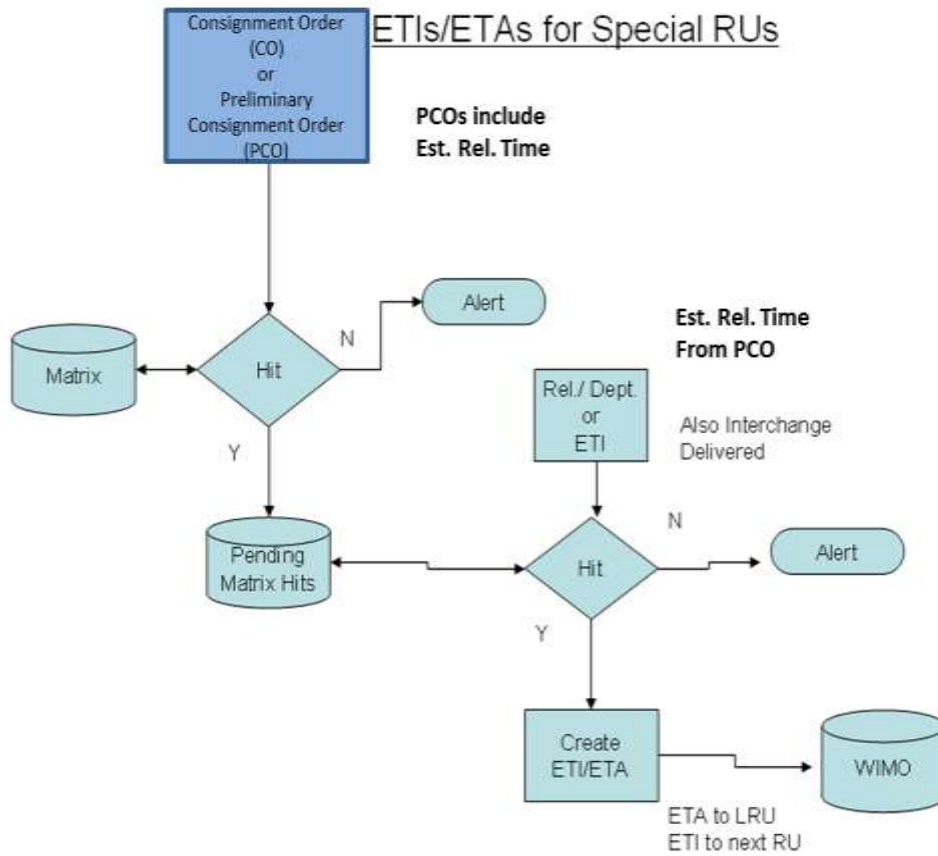 ETIs/ETAs for Special RUs
Consignment Order
(CO)
or
Preliminary
Consignment Order
(PCO)
PCOs include
Est. Rel. Time
Alert
N
Matrix
Hit
Y
Est. Rel. Time
From PCO
Rel./ Dept.
or
ETI
Also Interchange
Delivered
Pending
Matrix Hits
Hit
N
Alert
Y
Create
ETI/ETA
WIMO
ETA to LRU
ETI to next RU